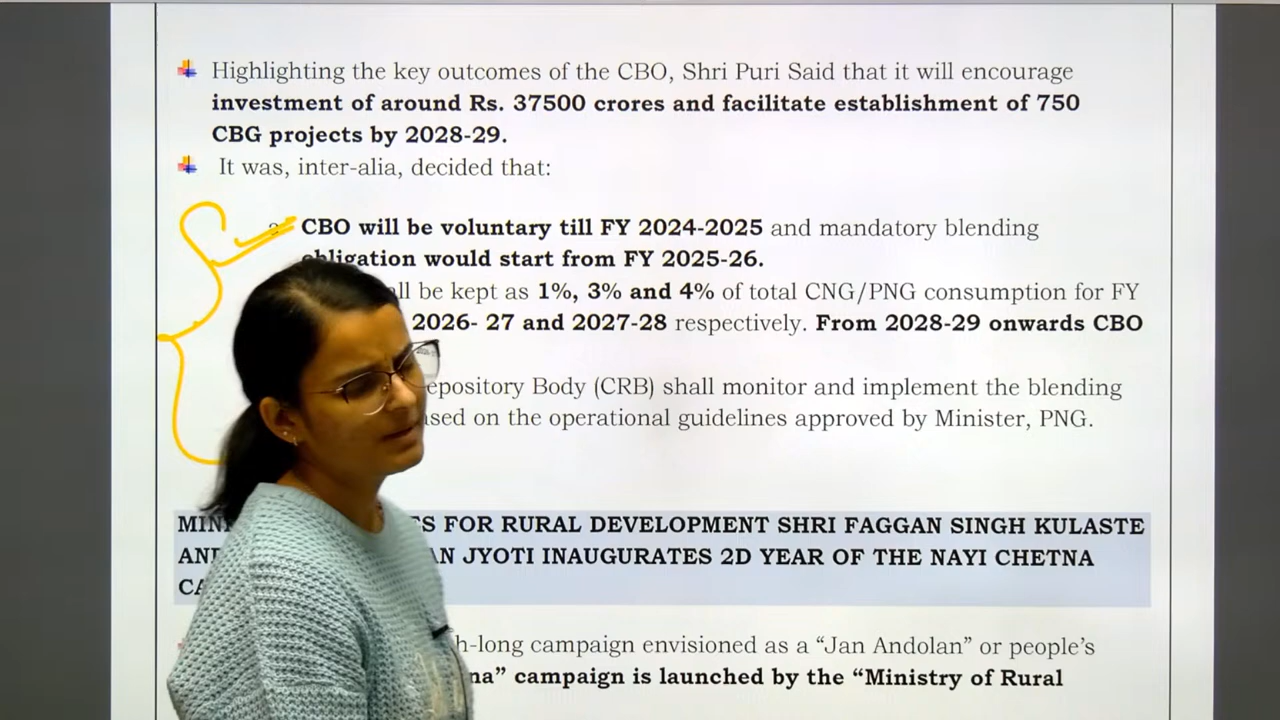 Highlighting the key outcomes of the CBO, Shri Puri Said that it will encourage
investment of around Rs. 37500 crores and facilitate establishment of 750
CBG projects by 2028-29.
It was, inter-alia, decided that:
CBO will be voluntary till FY 2024-2025 and mandatory blending
obligation would start from FY 2025-26.
be kept as 1%, 3% and 4% of total CNG/PNG consumption for FY
2026- 27 and 2027-28 respectively. From 2028-29 onwards CBO
epository Body (CRB) shall monitor and implement the blending
sed on the operational guidelines approved by Minister, PNG.
MIN S FOR RURAL DEVELOPMENT SHRI FAGGAN SINGH KULASTE
AN JYOTI INAUGURATES 2D YEAR OF THE NAYI CHETNA
CA
h-long campaign envisioned as a “Jan Andolan” or people’s
na” campaign is launched by the “Ministry of Rural